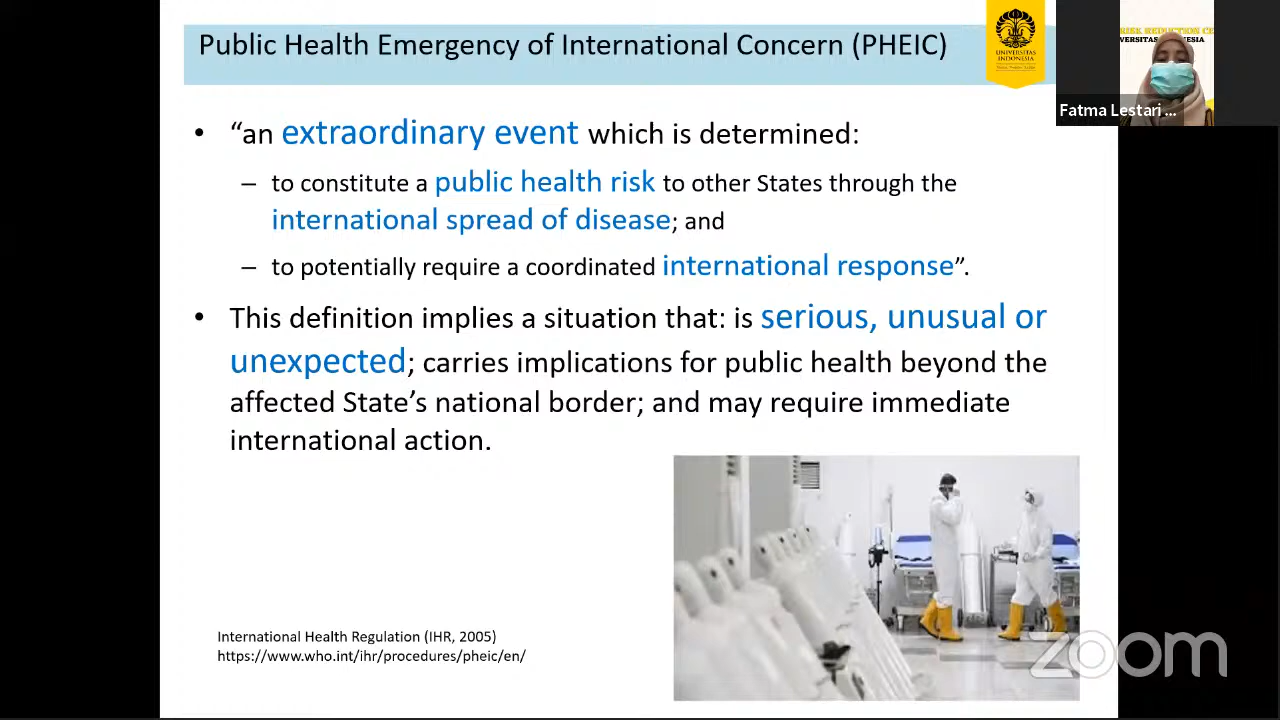 Public Health Emergency of International Concern (PHEIC)
UNIVERSITAS
INDONESIA
Fatma Lestari ...
• “an extraordinary event which is determined:
– to constitute a public health risk to other States through the
international spread of disease; and
– to potentially require a coordinated international response”.
• This definition implies a situation that: is serious, unusual or
unexpected; carries implications for public health beyond the
affected State’s national border; and may require immediate
international action.
International Health Regulation (IHR, 2005)
https://www.who.int/ihr/procedures/pheic/en/
zoom